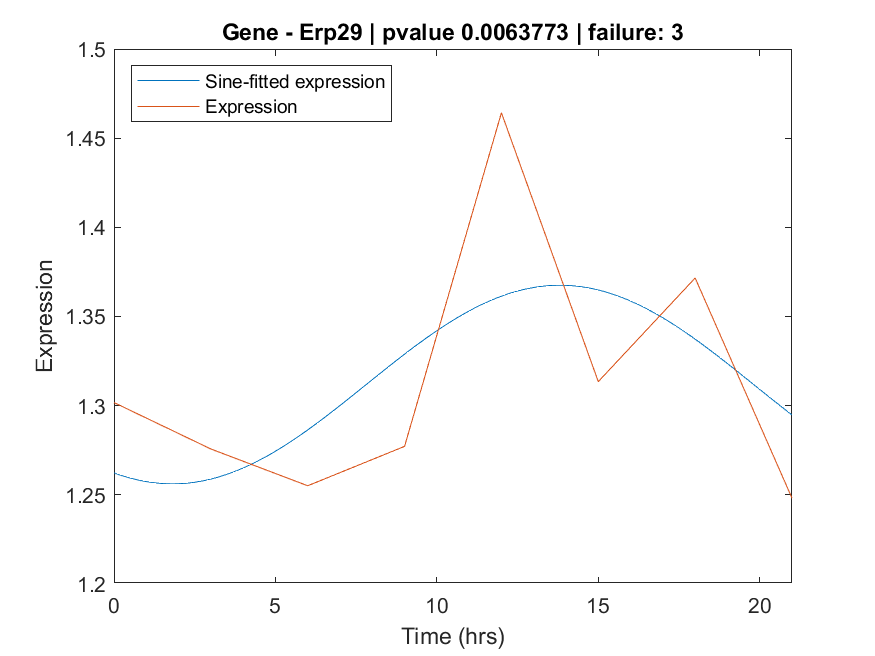 Gene - Erp29 | pvalue 0.0063773 | failure: 3
Sine-fitted expression
Expression
1.5
1.45
1.4
1.35
1.3
1.25
1.2
Expression
0
5
10
15
20
Time (hrs)